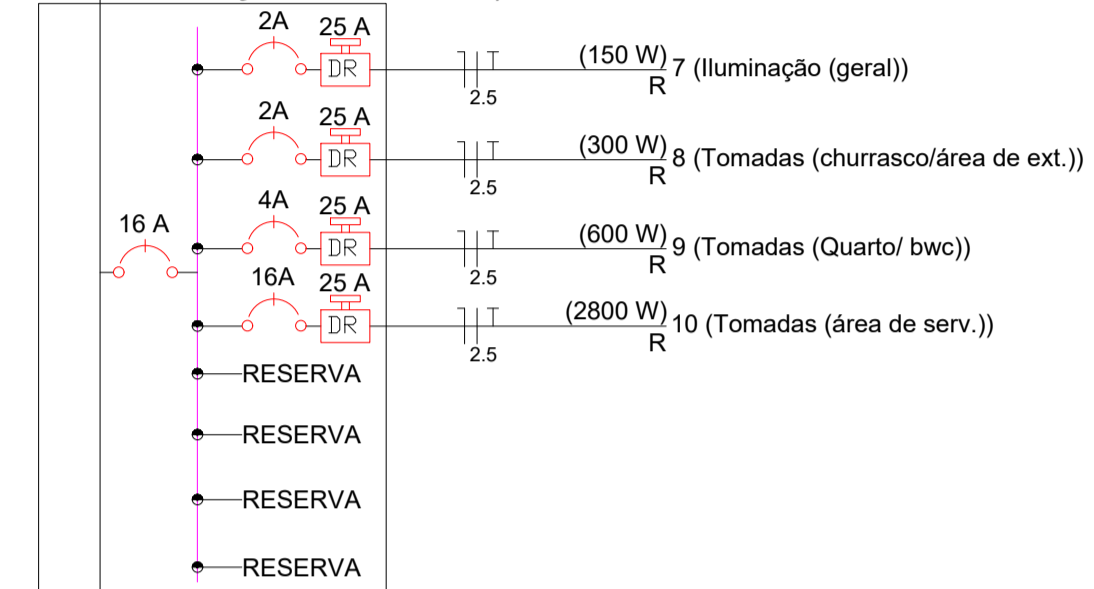 2A 25 A
DR
2.5
(150 W)
R
7 (Iluminação (geral))
2A 25 A
DR
2.5
(300 W)
R
8 (Tomadas (churrasco/área de ext.))
16 A
4A 25 A
DR
2.5
(600 W)
R
9 (Tomadas (Quarto/ bwc))
16A 25 A
DR
2.5
(2800 W)
R
10 (Tomadas (área de serv.))
RESERVA
RESERVA
RESERVA
RESERVA